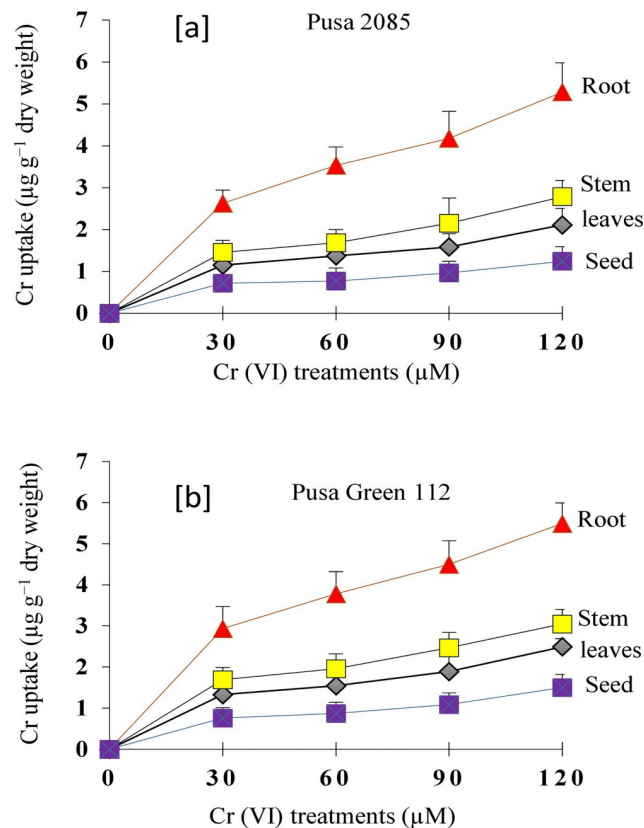 [a]
Pusa 2085
Cr uptake (µg g⁻¹ dry weight)
7
6
5
4
3
2
1
0
Root
Stem
leaves
Seed
0 30 60 90 120
Cr (VI) treatments (µM)
[b]
Pusa Green 112
Cr uptake (µg g⁻¹ dry weight)
7
6
5
4
3
2
1
0
Root
Stem
leaves
Seed
0 30 60 90 120
Cr (VI) treatments (µM)